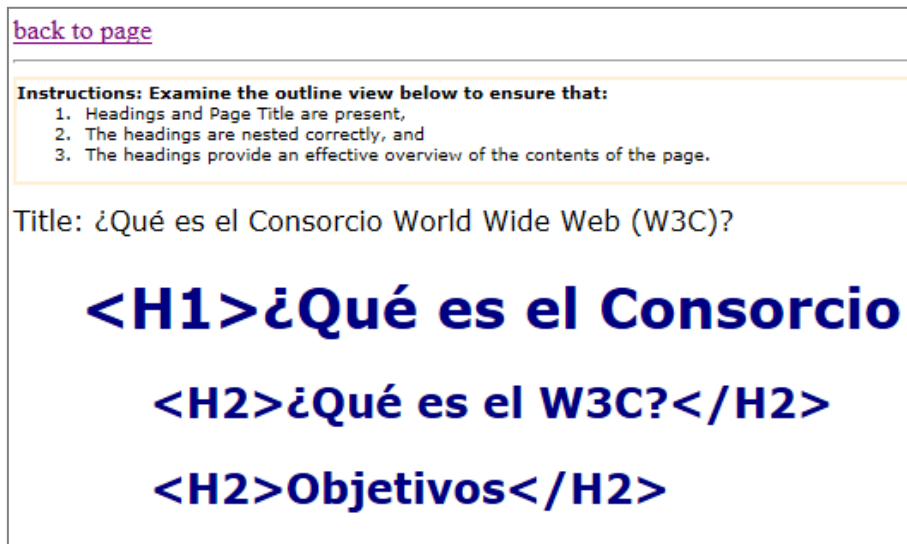 back to page
Instructions: Examine the outline view below to ensure that:
1. Headings and Page Title are present,
2. The headings are nested correctly, and
3. The headings provide an effective overview of the contents of the page.
Title: ¿Qué es el Consorcio World Wide Web (W3C)?
<H1>¿Qué es el Consorcio
<H2>¿Qué es el W3C?</H2>
<H2>Objetivos</H2>